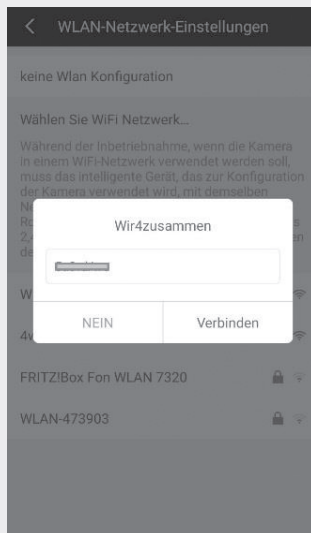 WLAN-Netzwerk-Einstellungen
keine Wlan Konfiguration
Wählen Sie WiFi Netzwerk...
Während der Inbetriebnahme, wenn die Kamera
in einem WiFi-Netzwerk verwendet werden soll,
muss das intelligente Gerät, das zur Konfiguration
der Kamera verwendet wird, mit demselben
Wir4zusammen
NEIN
Verbinden
FRITZ!Box Fon WLAN 7320
WLAN-473903